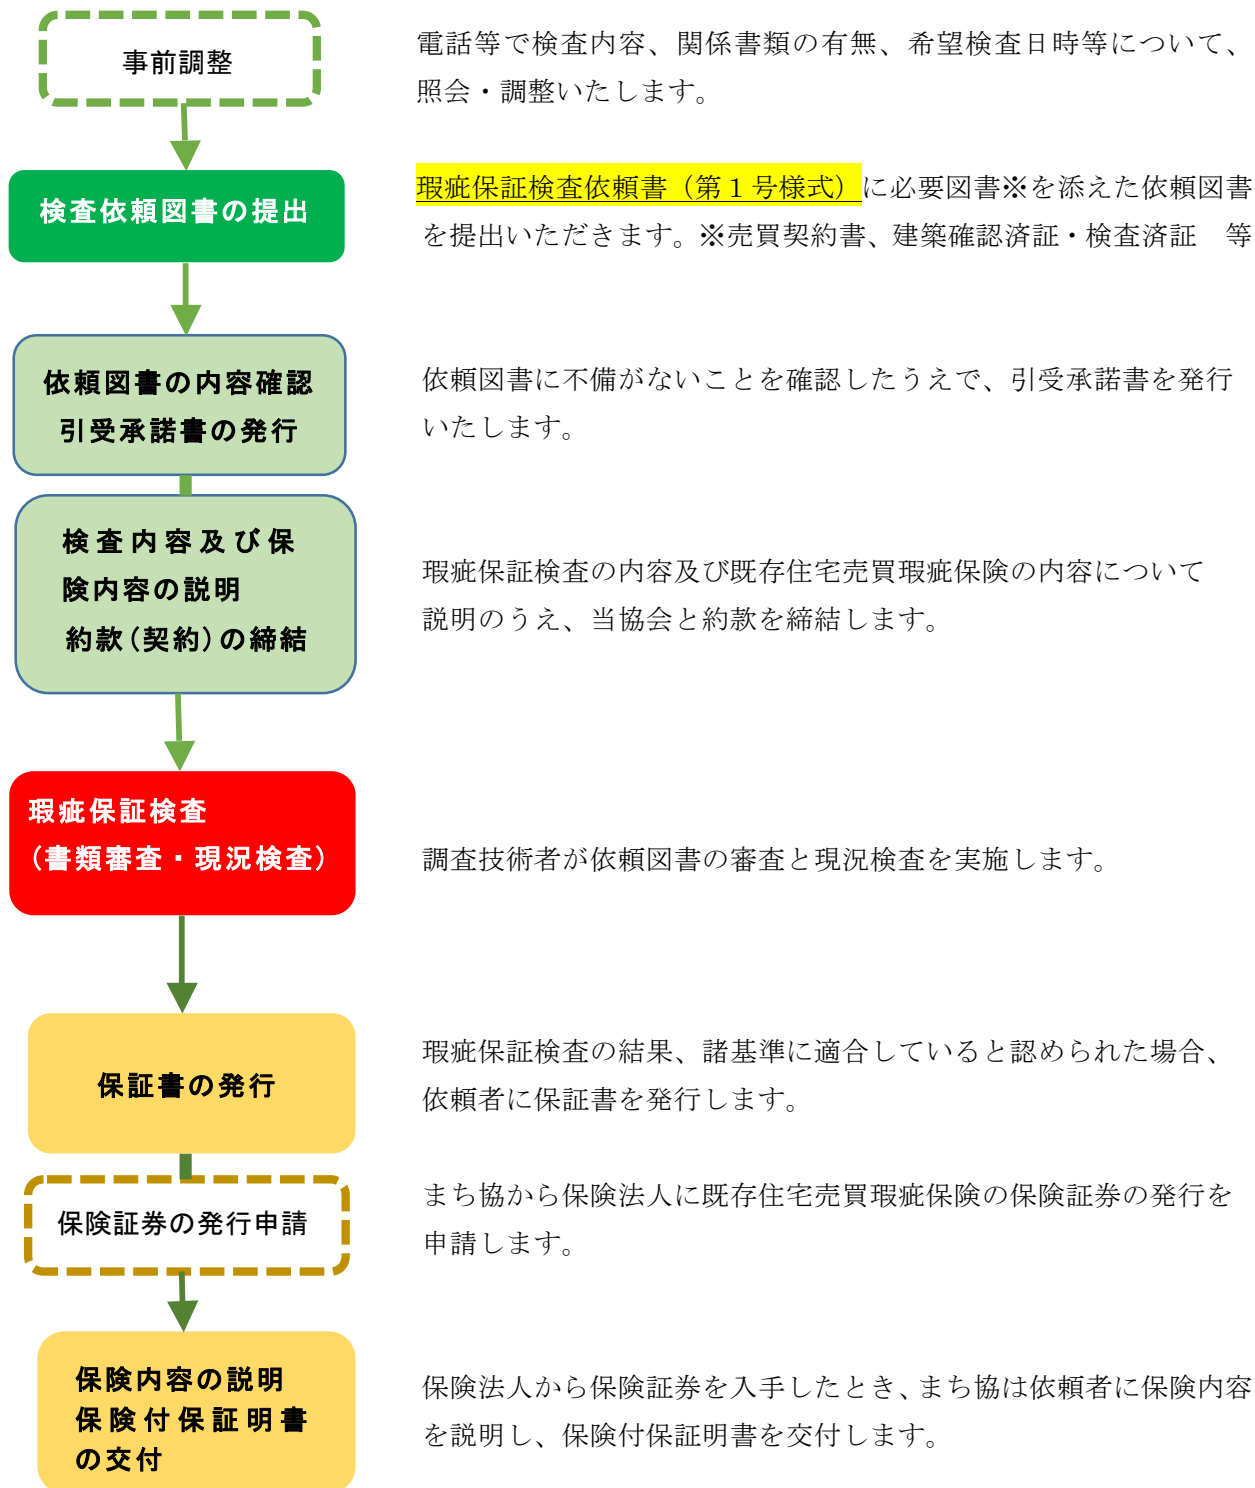 事前調整
電話等で検査内容、関係書類の有無、希望検査日時等について、
照会・調整いたします。
検査依頼図書の提出
瑕疵保証検査依頼書（第１号様式）に必要図書※を添えた依頼図書
を提出いただきます。※売買契約書、建築確認済証・検査済証　等
依頼図書の内容確認
引受承諾書の発行
依頼図書に不備がないことを確認したうえで、引受承諾書を発行
いたします。
検査内容及び保
険内容の説明
約款(契約)の締結
瑕疵保証検査の内容及び既存住宅売買瑕疵保険の内容について
説明のうえ、当協会と約款を締結します。
瑕疵保証検査
(書類審査・現況検査)
調査技術者が依頼図書の審査と現況検査を実施します。
保証書の発行
瑕疵保証検査の結果、諸基準に適合していると認められた場合、
依頼者に保証書を発行します。
保険証券の発行申請
まち協から保険法人に既存住宅売買瑕疵保険の保険証券の発行を
申請します。
保険内容の説明
保険付保証明書
の交付
保険法人から保険証券を入手したとき、まち協は依頼者に保険内容
を説明し、保険付保証明書を交付します。